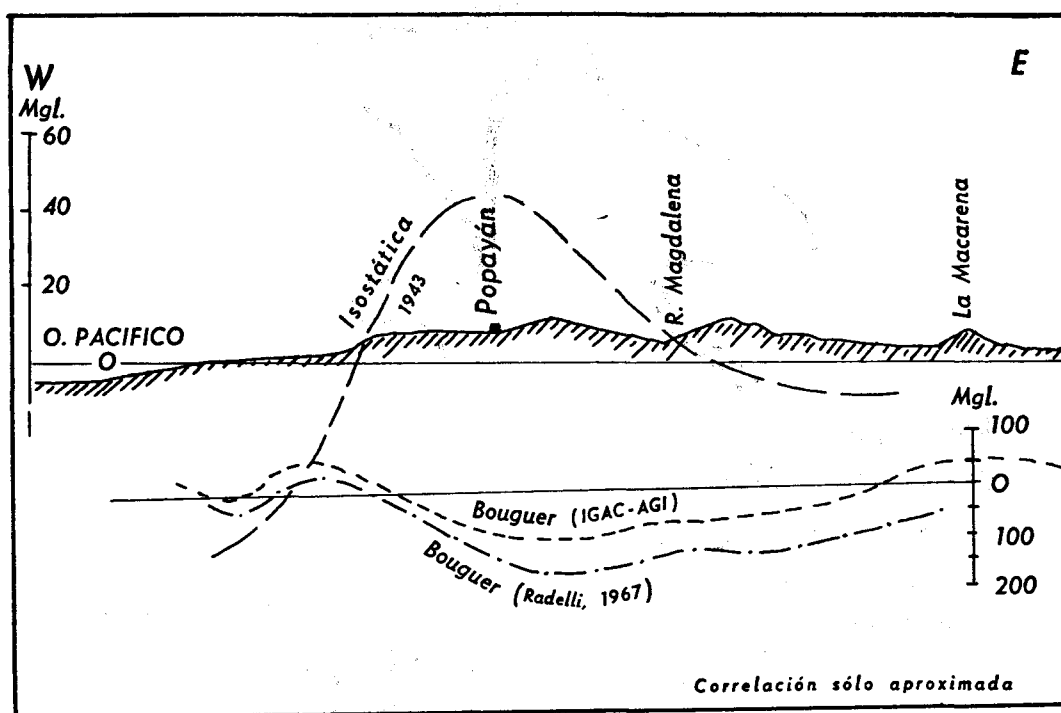 W
E
Mgl.
60
40
20
O. PACIFICO
O
Isostática
1943
Popayán
R. Magdalena
La Macarena
Mgl.
100
O
100
200
Bouguer (IGAC-AGI)
Bouguer (Radelli, 1967)
Correlación sólo aproximada